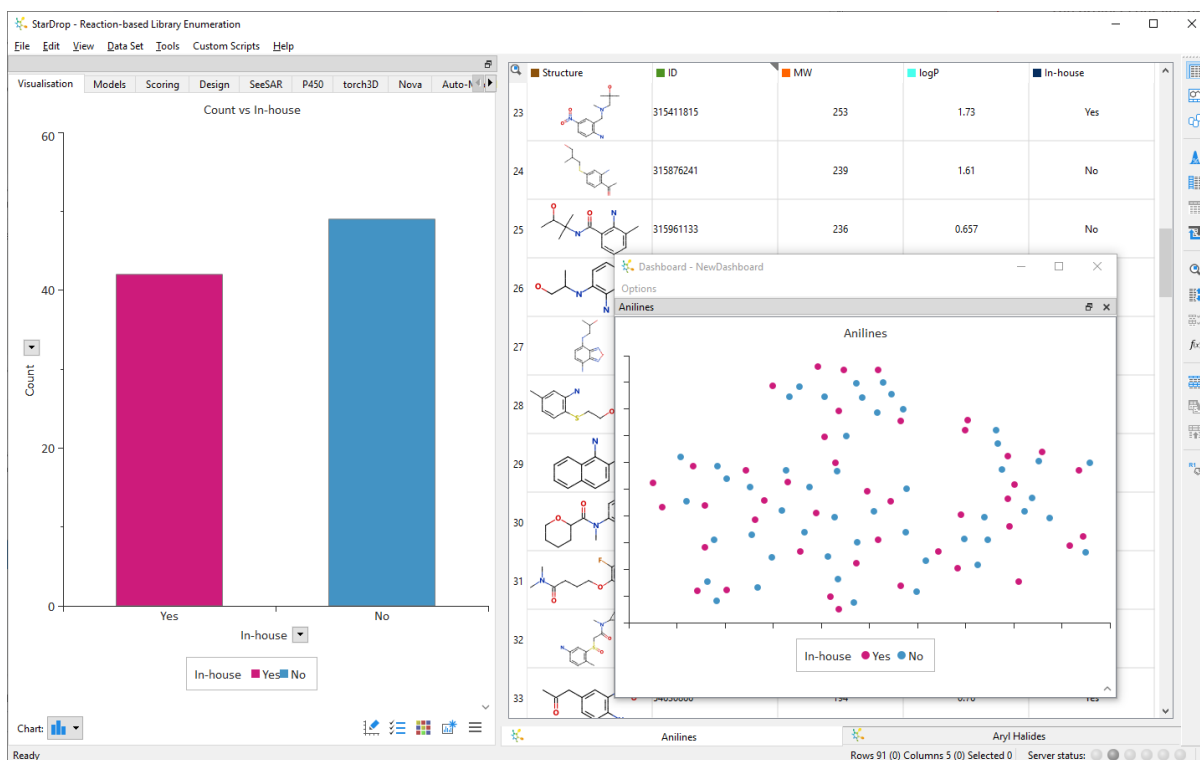 StarDrop - Reaction-based Library Enumeration
File Edit View Data Set Tools Custom Scripts Help
Visualisation Models Scoring Design SeeSAR P450 torch3D Nova
Count vs In-house
60
40
20
0
Count
Yes No
In-house
In-house Yes No
Chart:
Ready
Structure ID MW logP In-house
23 315411815 253 1.73 Yes
24 315876241 239 1.61 No
25 315961133 236 0.657 No
26
27
28
29
30
31
32
33
Dashboard - NewDashboard
Options
Anilines
Anilines
In-house Yes No
Anilines Aryl Halides
Rows 91 (0) Columns 5 (0) Selected 0 Server status: